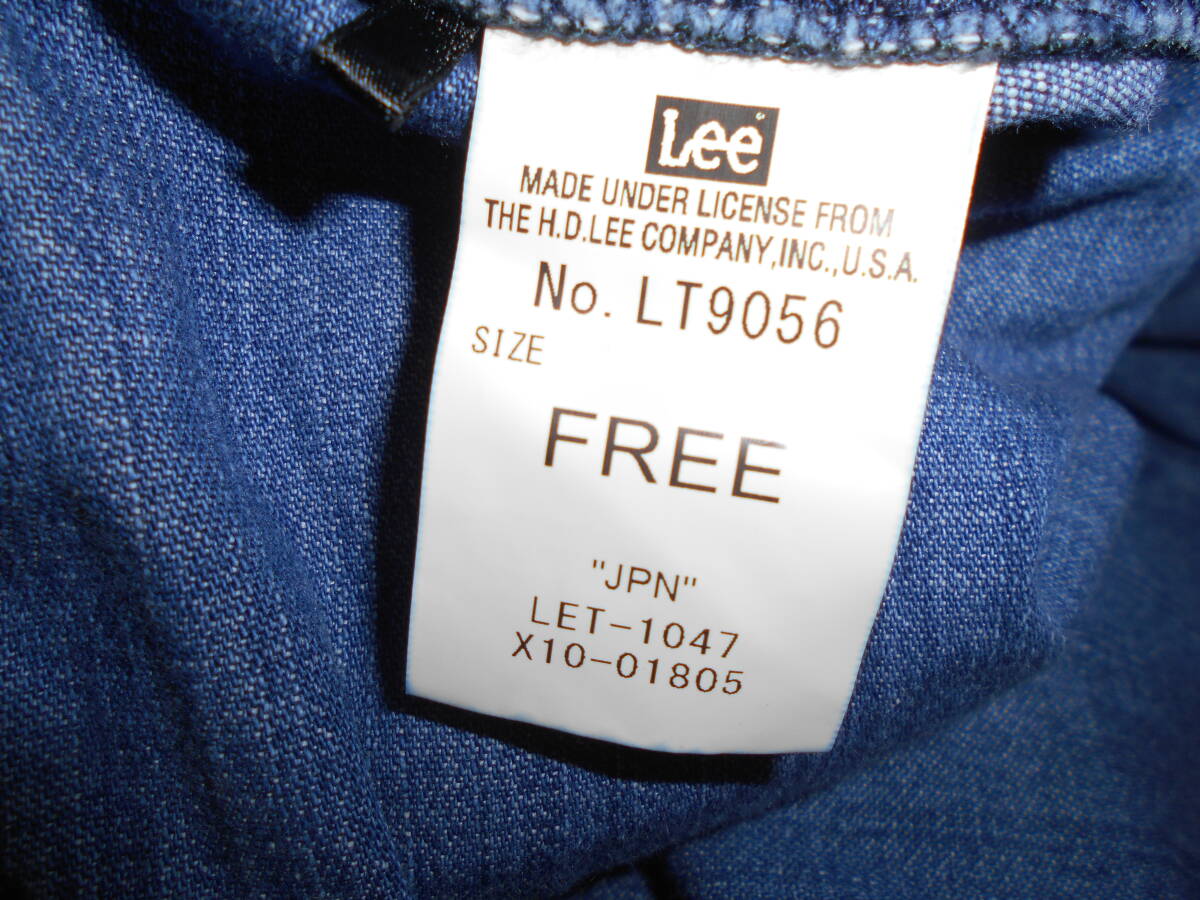 Lee
MADE UNDER LICENSE FROM
THE H.D.LEE COMPANY,INC.,U.S.A.
No. LT9056
SIZE
FREE
"JPN"
LET-1047
X10-01805